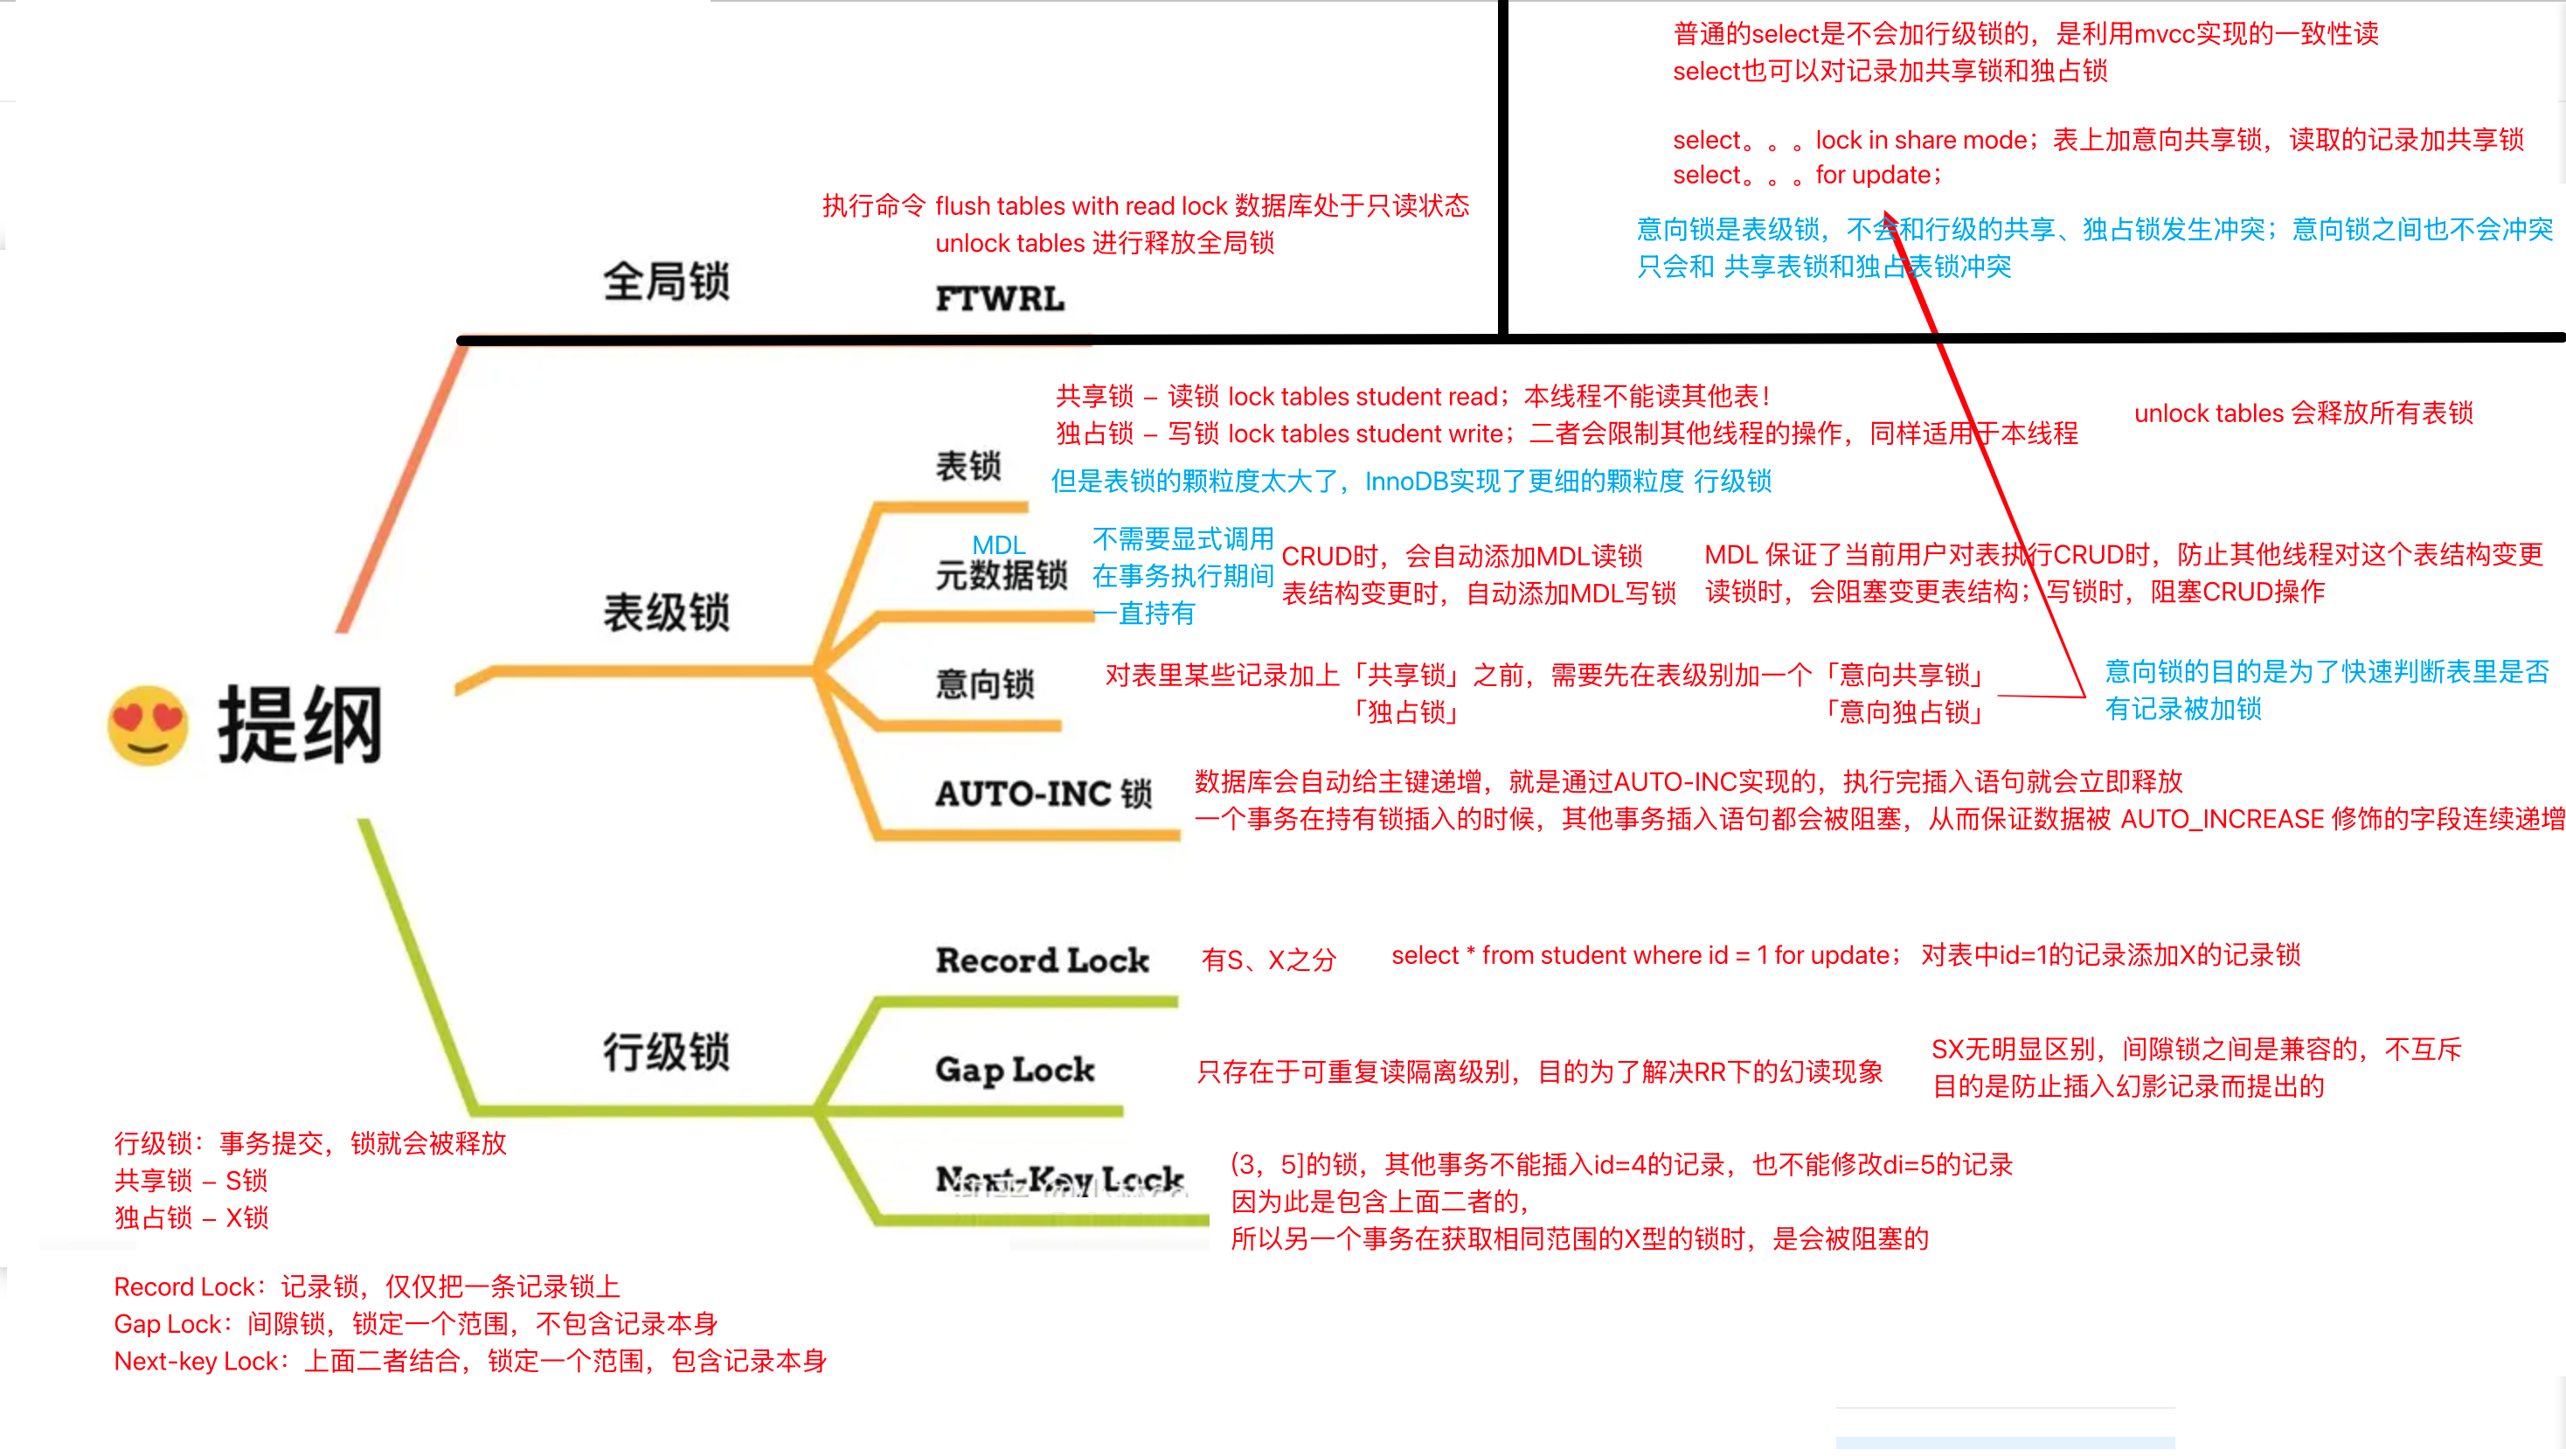 普通的select是不会加行级锁的，是利用mvcc实现的一致性读
select也可以对记录加共享锁和独占锁
select。。。lock in share mode；表上加意向共享锁，读取的记录加共享锁
select。。。for update；
意向锁是表级锁，不会和行级的共享、独占锁发生冲突；意向锁之间也不会冲突
只会和 共享表锁和独占表锁冲突
执行命令 flush tables with read lock 数据库处于只读状态
unlock tables 进行释放全局锁
全局锁
FTWRL
共享锁 – 读锁 lock tables student read；本线程不能读其他表！
独占锁 – 写锁 lock tables student write；二者会限制其他线程的操作，同样适用于本线程
unlock tables 会释放所有表锁
表锁
但是表锁的颗粒度太大了，InnoDB实现了更细的颗粒度 行级锁
MDL
元数据锁
不需要显式调用
在事务执行期间
一直持有
CRUD时，会自动添加MDL读锁
表结构变更时，自动添加MDL写锁
MDL 保证了当前用户对表执行CRUD时，防止其他线程对这个表结构变更
读锁时，会阻塞变更表结构；写锁时，阻塞CRUD操作
表级锁
意向锁
对表里某些记录加上「共享锁」之前，需要先在表级别加一个「意向共享锁」
「独占锁」 「意向独占锁」
意向锁的目的是为了快速判断表里是否
有记录被加锁
提纲
AUTO-INC 锁
数据库会自动给主键递增，就是通过AUTO-INC实现的，执行完插入语句就会立即释放
一个事务在持有锁插入的时候，其他事务插入语句都会被阻塞，从而保证数据被 AUTO_INCREASE 修饰的字段连续递增
Record Lock
有S、X之分
select * from student where id = 1 for update； 对表中id=1的记录添加X的记录锁
行级锁
Gap Lock
只存在于可重复读隔离级别，目的为了解决RR下的幻读现象
SX无明显区别，间隙锁之间是兼容的，不互斥
目的是防止插入幻影记录而提出的
Next-Key Lock
(3，5]的锁，其他事务不能插入id=4的记录，也不能修改di=5的记录
因为此是包含上面二者的，
所以另一个事务在获取相同范围的X型的锁时，是会被阻塞的
行级锁：事务提交，锁就会被释放
共享锁 – S锁
独占锁 – X锁
Record Lock：记录锁，仅仅把一条记录锁上
Gap Lock：间隙锁，锁定一个范围，不包含记录本身
Next-key Lock：上面二者结合，锁定一个范围，包含记录本身